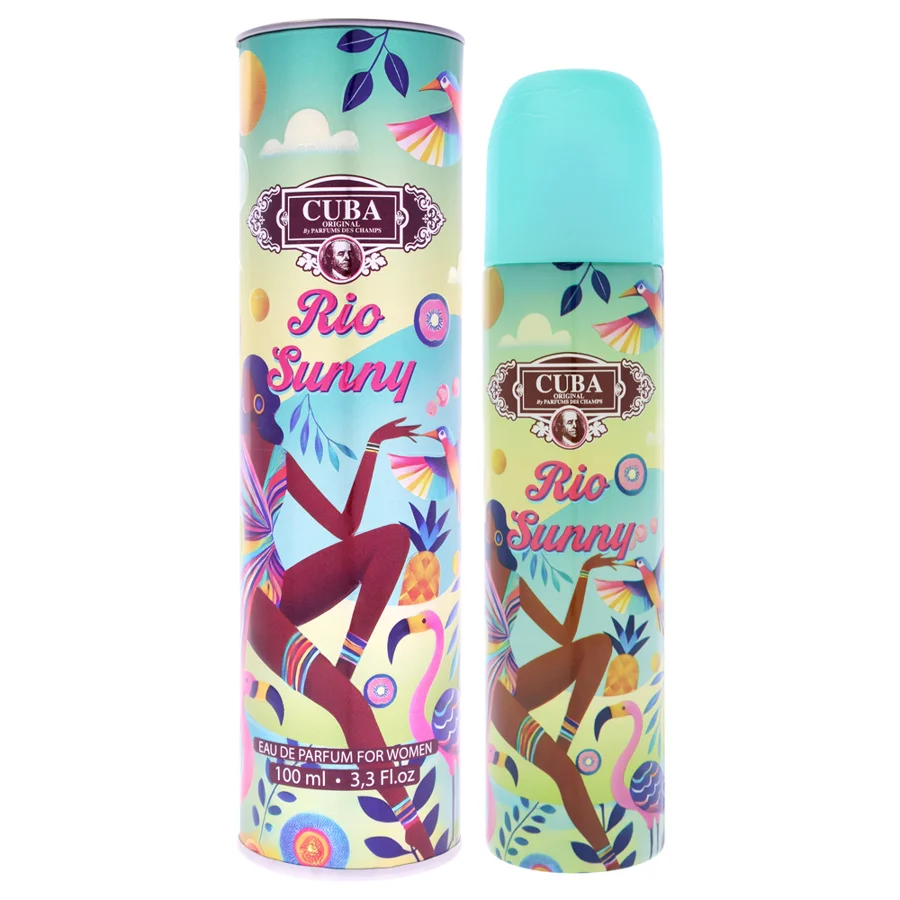 CUBA
ORIGINAL
By PARFUMS DES CHAMPS
Rio
Sunny
EAU DE PARFUM FOR WOMEN
100 ml • 3,3 Fl.oz
CUBA
ORIGINAL
By PARFUMS DES CHAMPS
Rio
Sunny